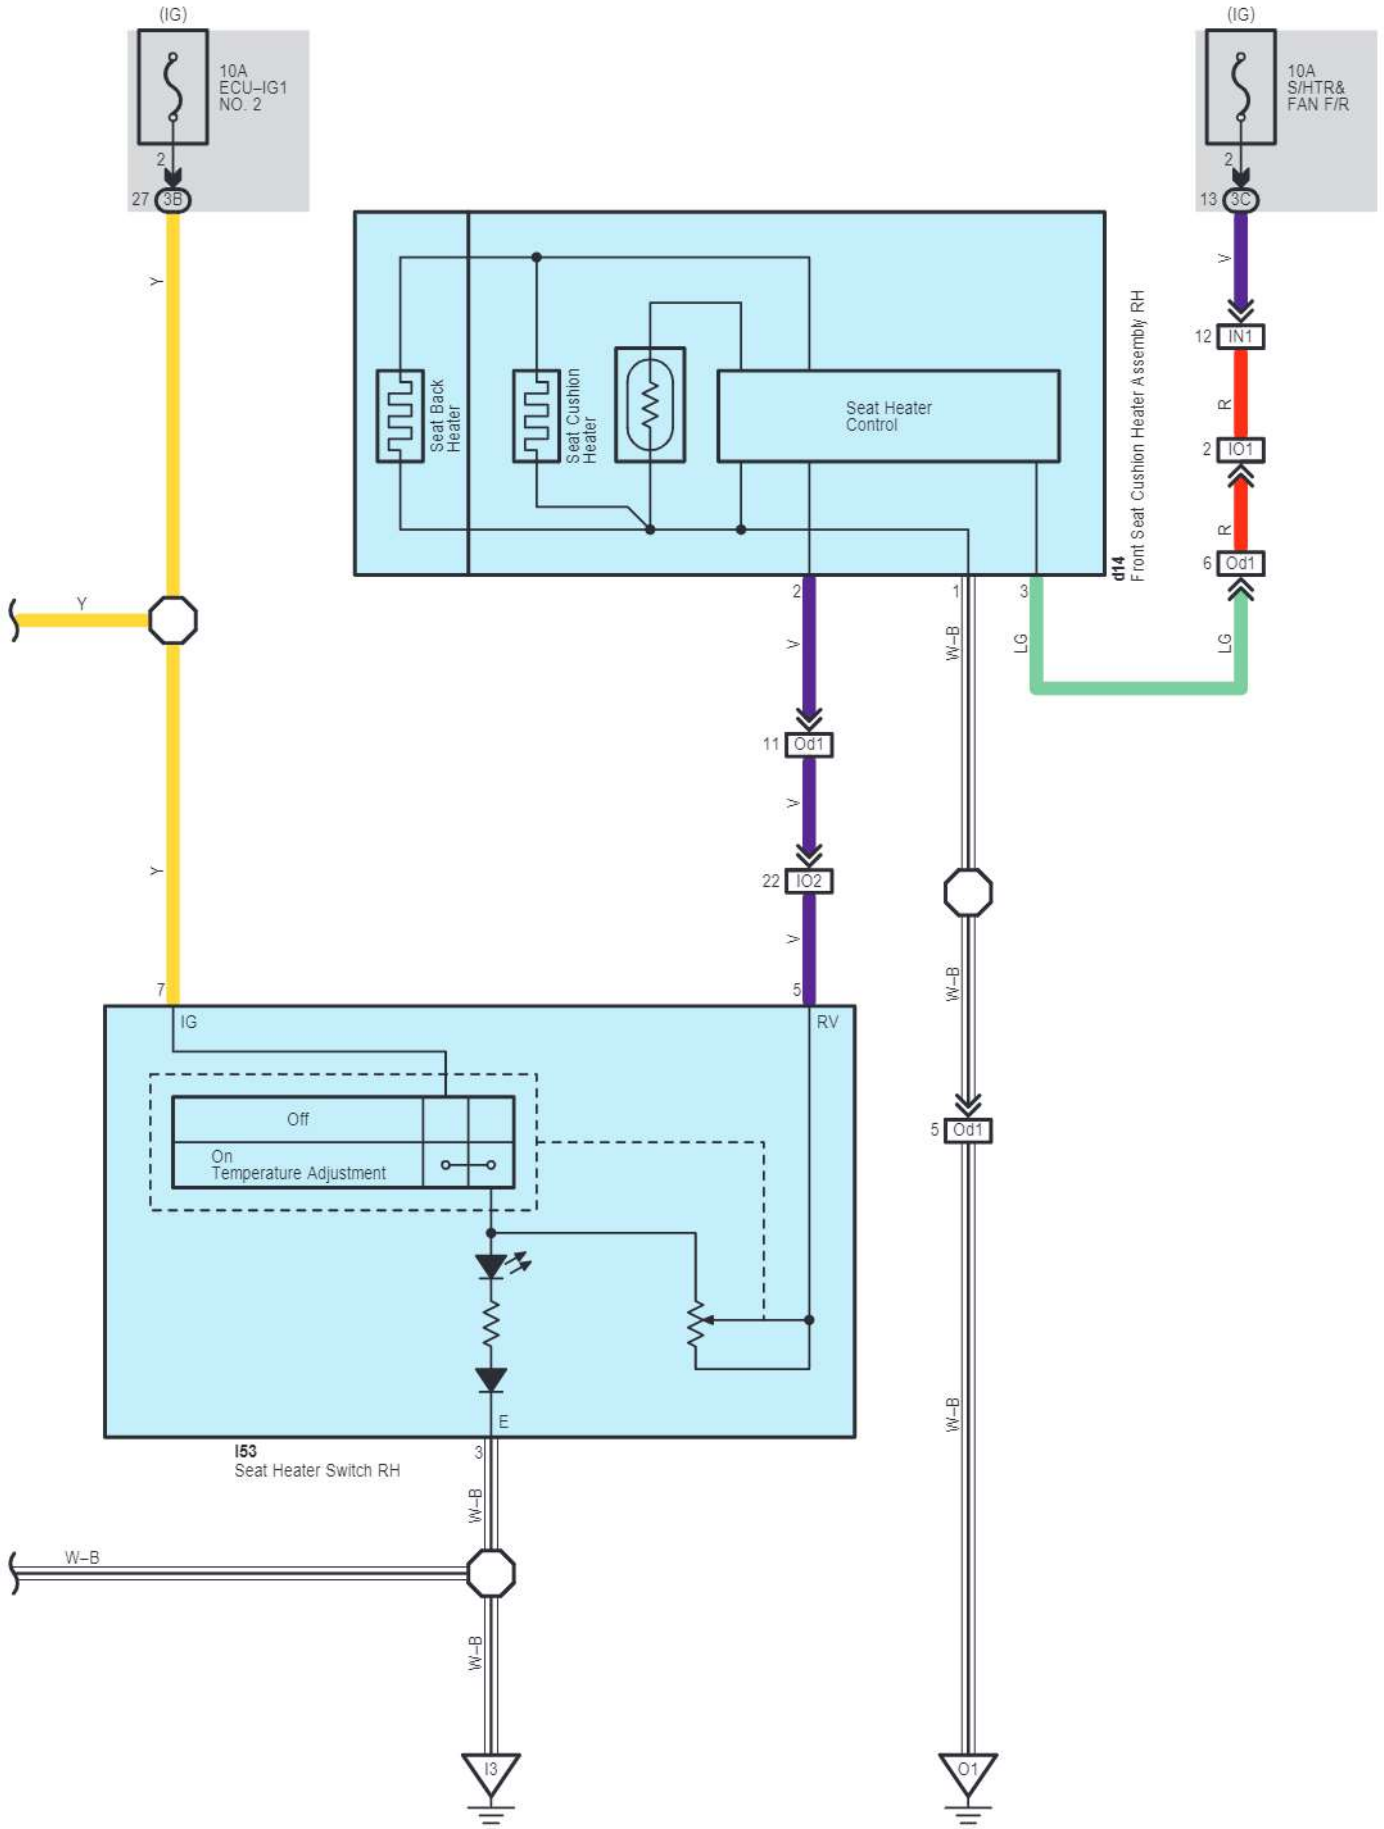 (IG)
10A
ECU–IG1
NO. 2
2
27
3B
Y
(IG)
10A
S/HTR&
FAN F/R
2
13
3C
V
12
IN1
R
2
IO1
R
6
Od1
LG
Seat Back
Heater
Seat Cushion
Heater
Seat Heater
Control
d14
Front Seat Cushion Heater Assembly RH
2
1
3
V
W–B
LG
Y
11
Od1
V
22
IO2
V
Y
W–B
7
5
IG
RV
Off
On
Temperature Adjustment
E
I53
Seat Heater Switch RH
3
5
Od1
W–B
W–B
W–B
W–B
I3
O1